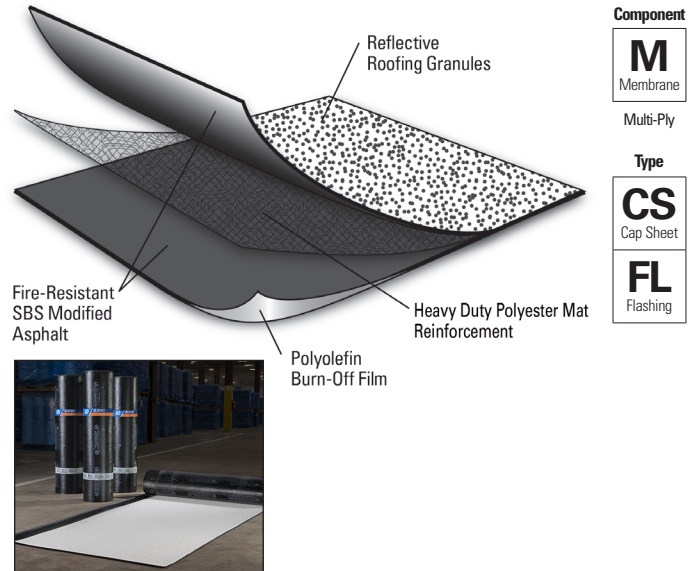 Reflective
Roofing Granules
Fire-Resistant
SBS Modified
Asphalt
Heavy Duty Polyester Mat
Reinforcement
Polyolefin
Burn-Off Film
Component
M
Membrane
Multi-Ply
Type
CS
Cap Sheet
FL
Flashing